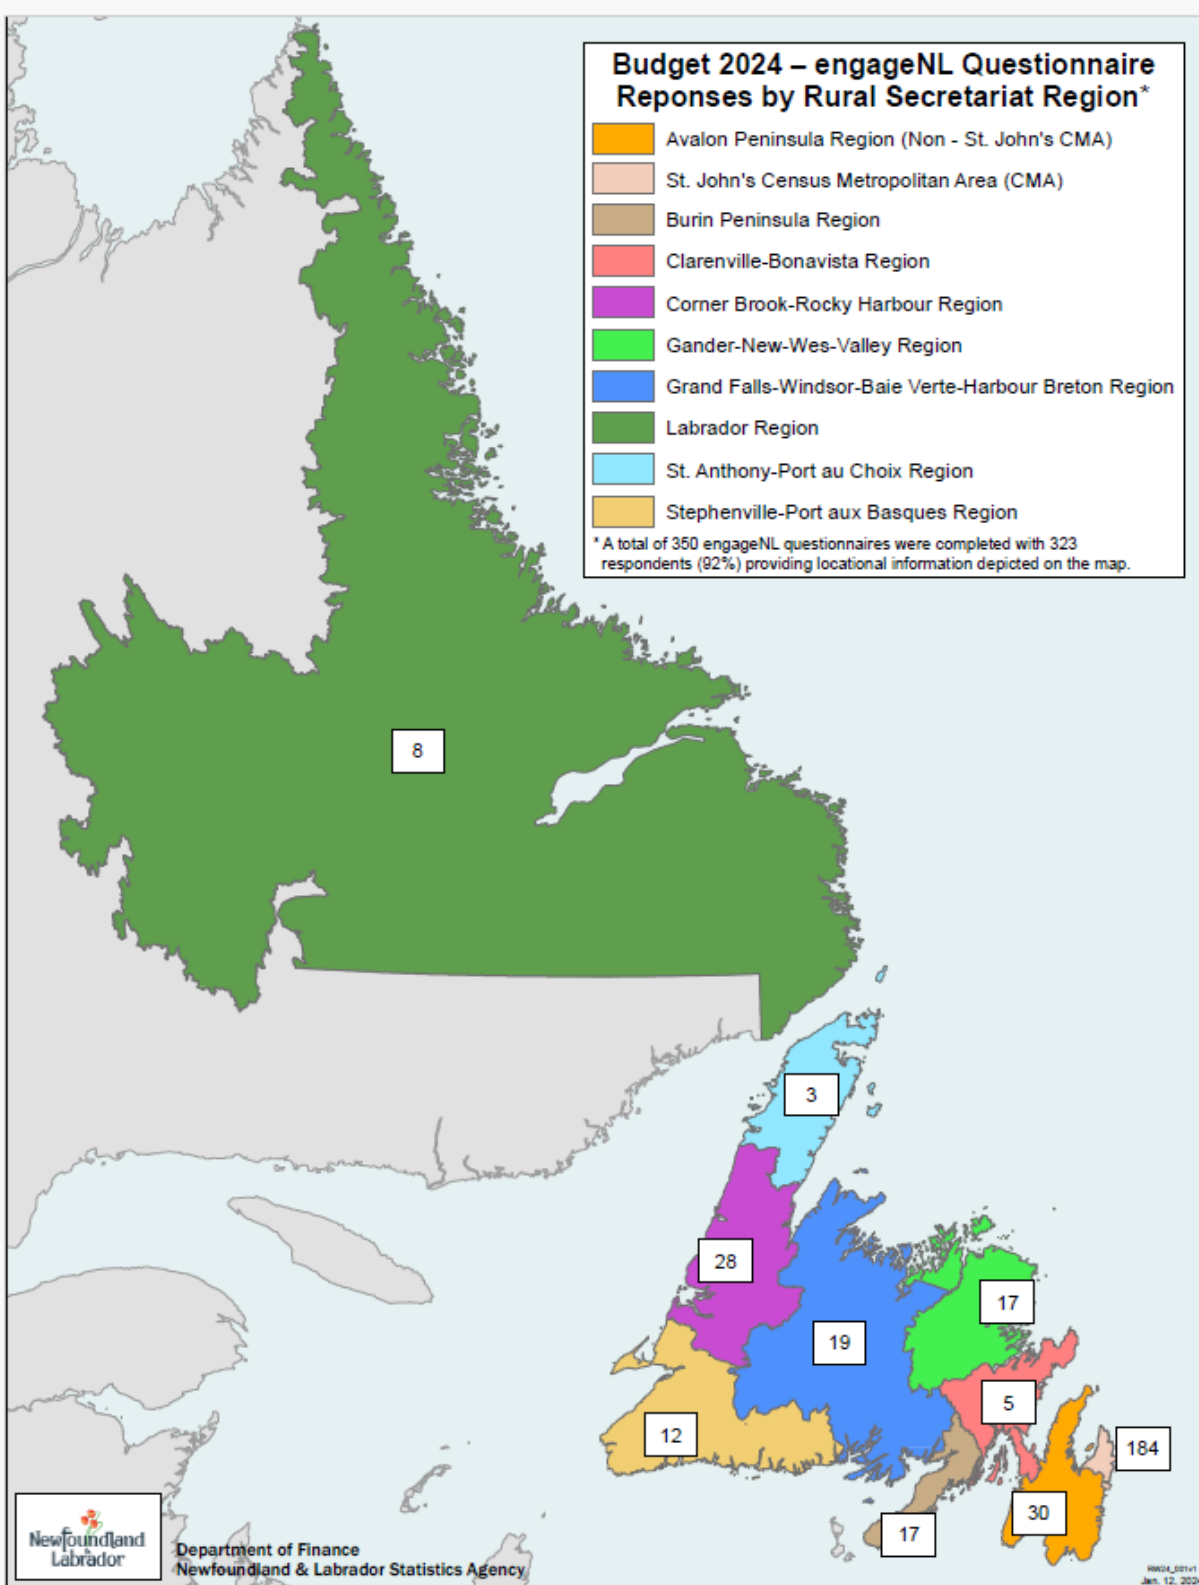 Budget 2024 – engageNL Questionnaire
Reponses by Rural Secretariat Region*
Avalon Peninsula Region (Non - St. John's CMA)
St. John's Census Metropolitan Area (CMA)
Burin Peninsula Region
Clarenville-Bonavista Region
Corner Brook-Rocky Harbour Region
Gander-New-Wes-Valley Region
Grand Falls-Windsor-Baie Verte-Harbour Breton Region
Labrador Region
St. Anthony-Port au Choix Region
Stephenville-Port aux Basques Region
* A total of 350 engageNL questionnaires were completed with 323
respondents (92%) providing locational information depicted on the map.
8
3
28
17
19
5
12
184
30
17
Newfoundland
Labrador
Department of Finance
Newfoundland & Labrador Statistics Agency
Jan. 12, 202